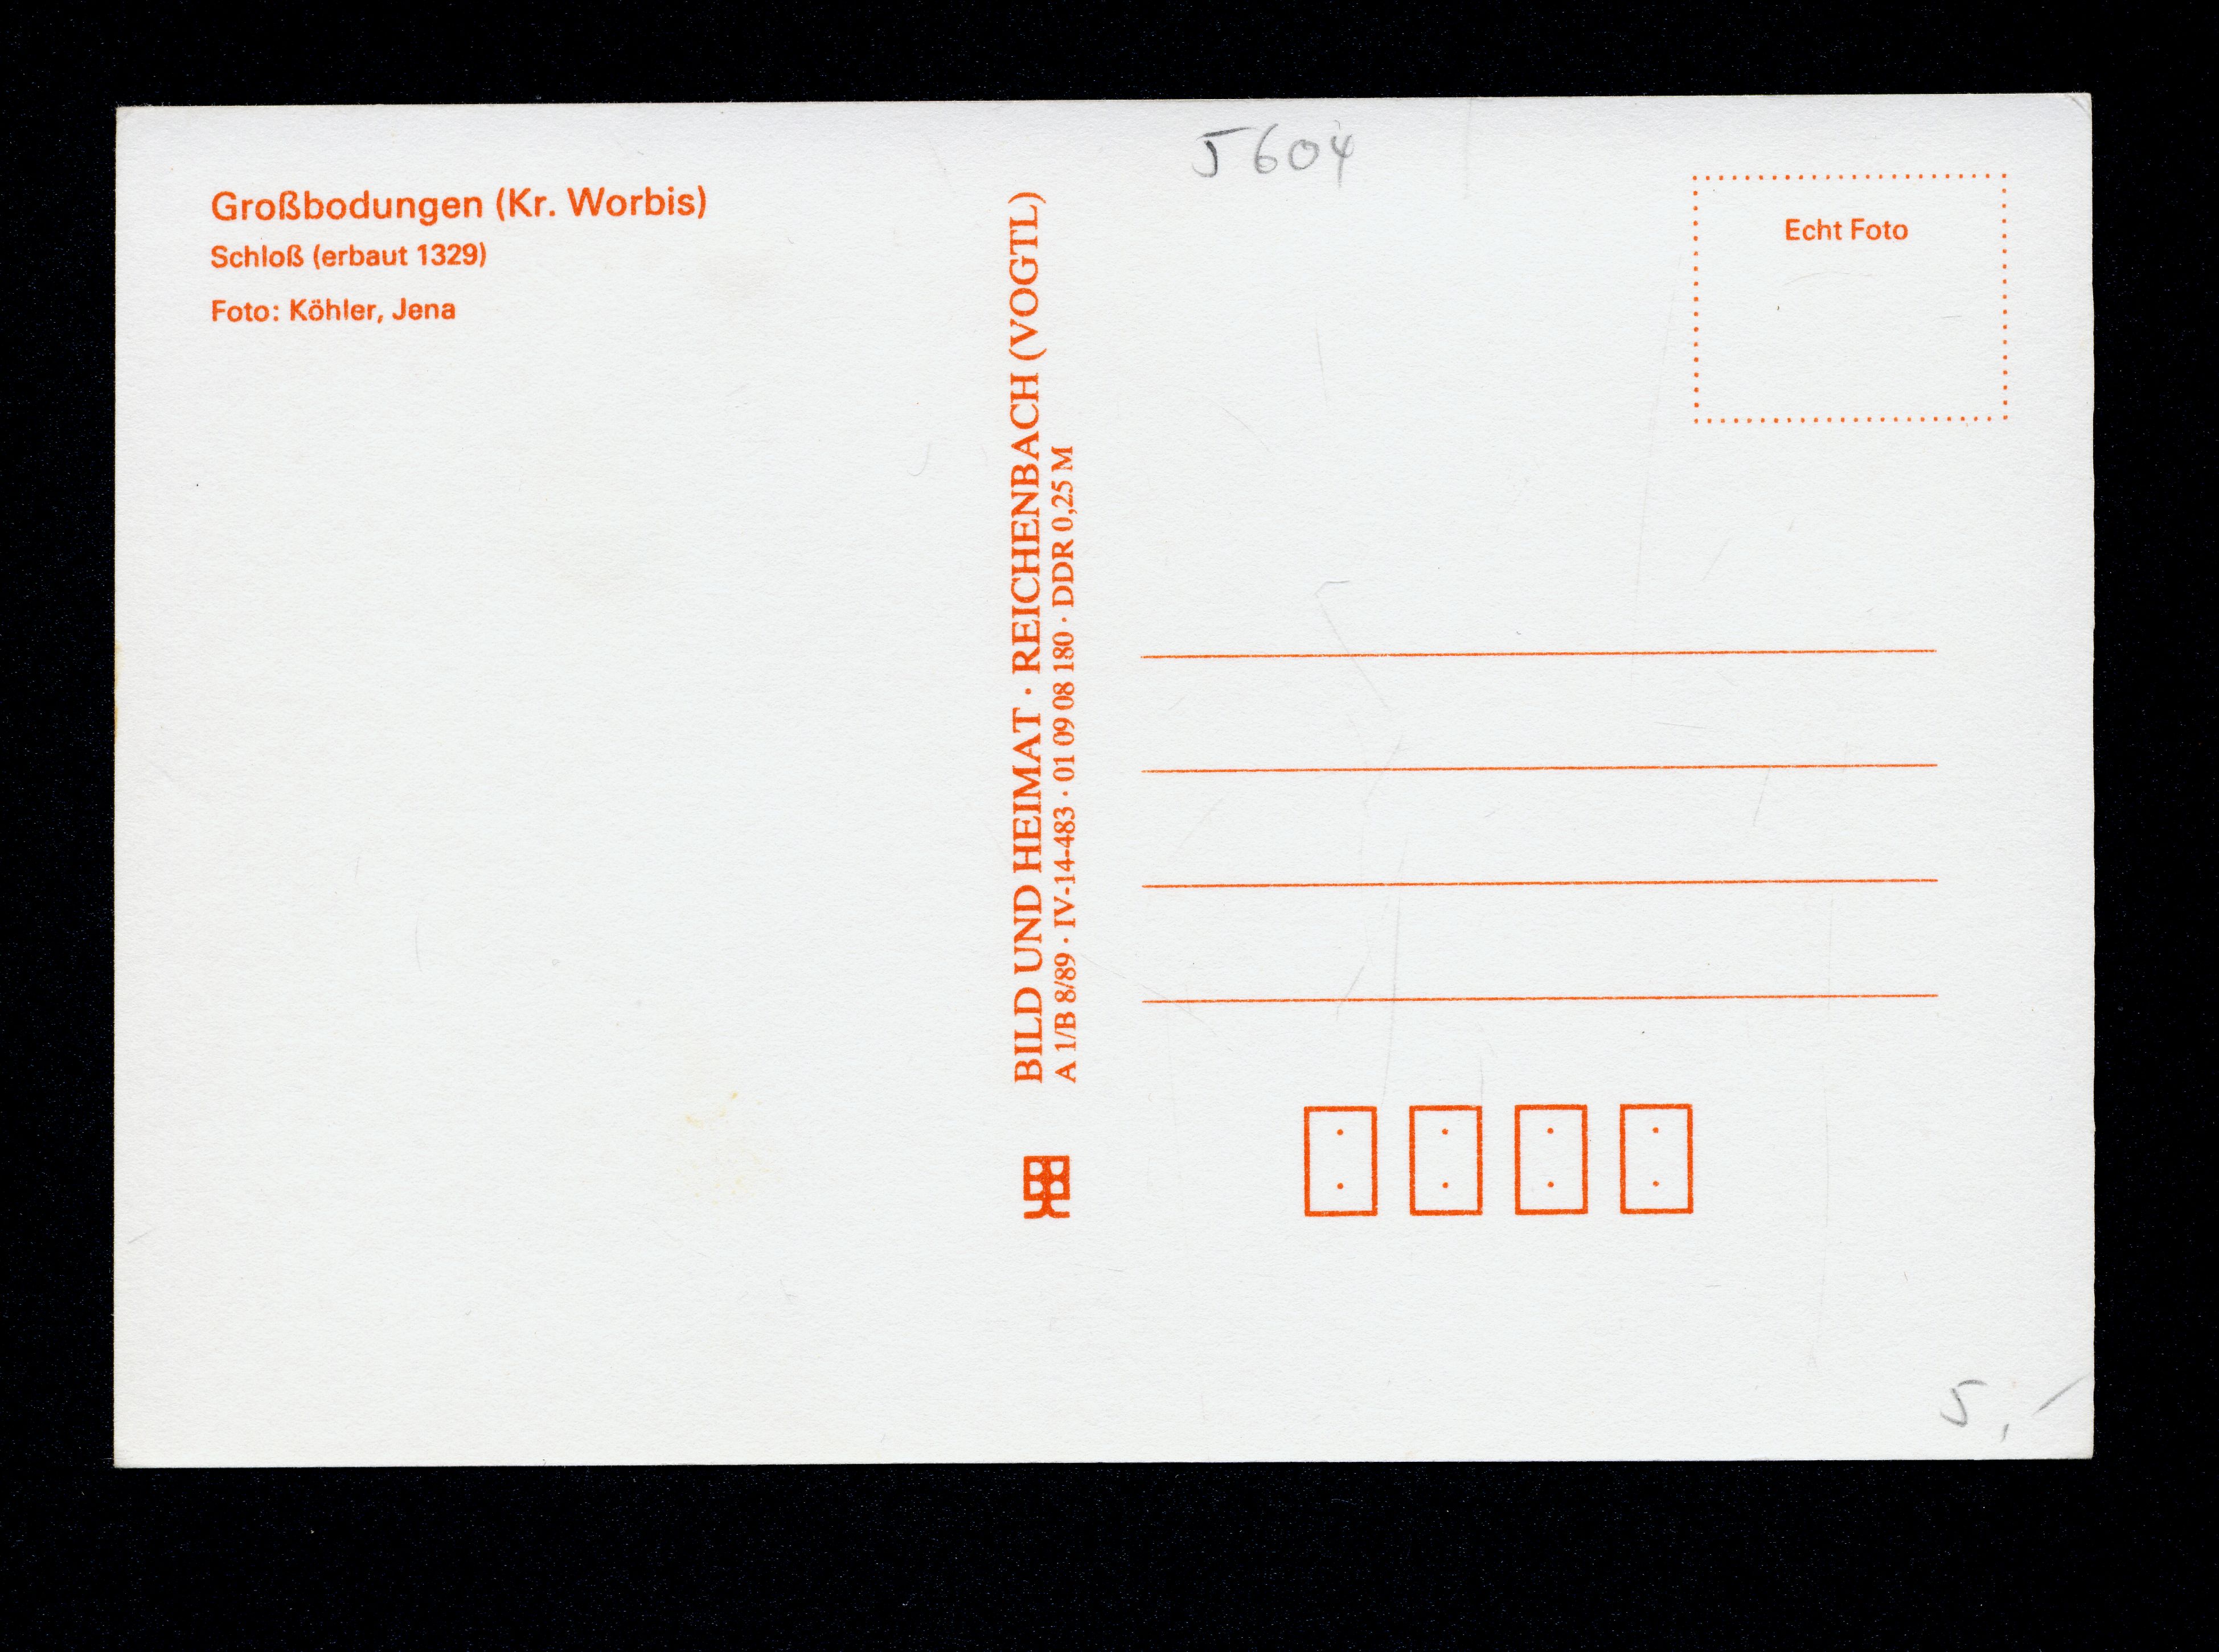 Großbodungen (Kr. Worbis)
Schloß (erbaut 1329)
Foto: Köhler, Jena
BILD UND HEIMAT · REICHENBACH (VOGTL)
A 1/B 8/89 · IV-14-483 · 01 09 08 180 · DDR 0,25 M
5604
Echt Foto
5,-